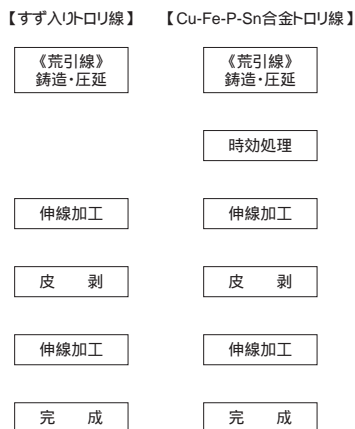 【すず入りトロリ線】
《荒引線》
鋳造・圧延
伸線加工
皮　剥
伸線加工
完　成
【Cu-Fe-P-Sn合金トロリ線】
《荒引線》
鋳造・圧延
時効処理
伸線加工
皮　剥
伸線加工
完　成